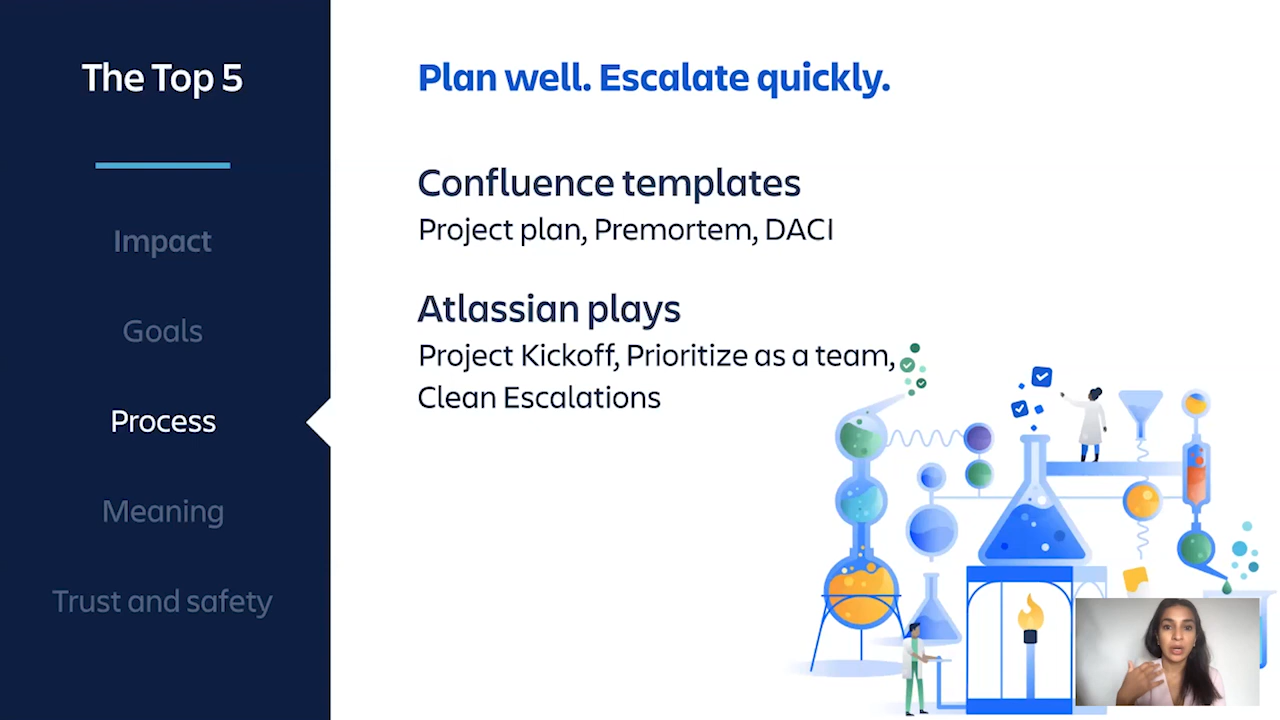 The Top 5
Impact
Goals
Process
Meaning
Trust and safety
Plan well. Escalate quickly.
Confluence templates
Project plan, Premortem, DACI
Atlassian plays
Project Kickoff, Prioritize as a team,
Clean Escalations